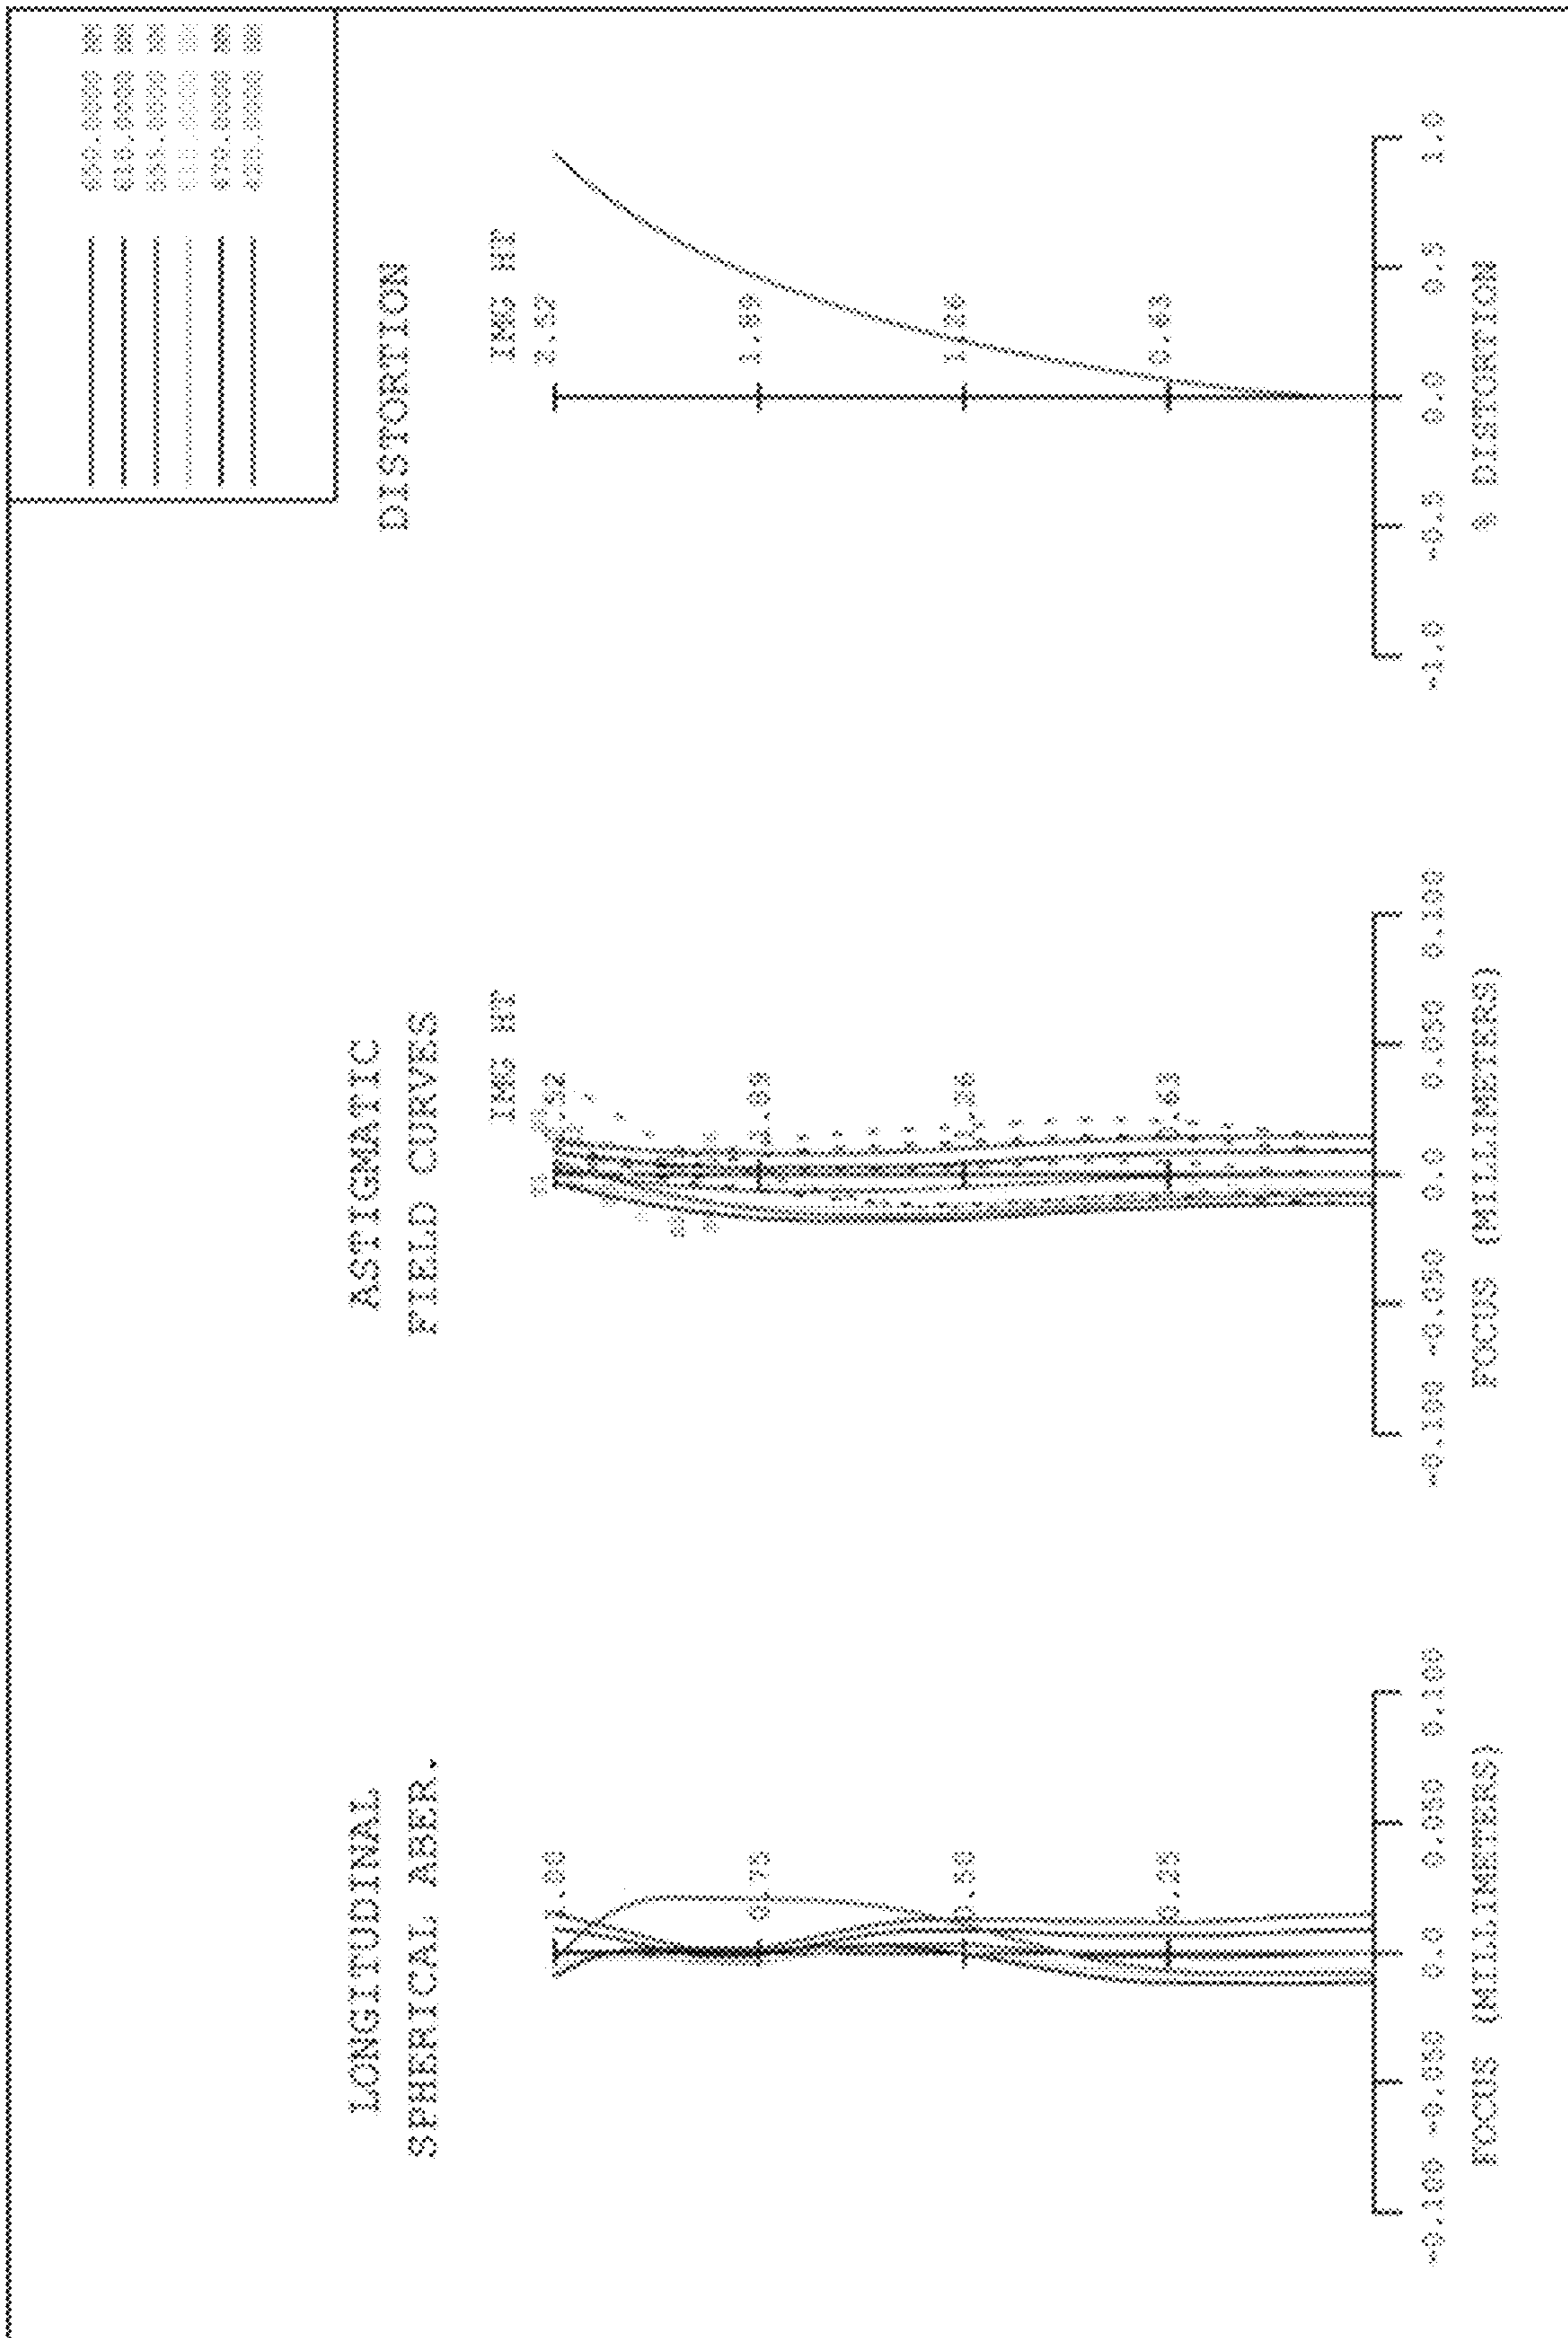 LONGITUDINAL
SPHERICAL ABER.
1.00
0.75
0.50
0.25
-0.100 -0.050 0.0 0.050 0.100
FOCUS (MILLIMETERS)
ASTIGMATIC
FIELD CURVES
IMG HT
2.52
1.89
1.26
0.63
-0.100 -0.050 0.0 0.050 0.100
FOCUS (MILLIMETERS)
DISTORTION
IMG HT
2.52
1.89
1.26
0.63
-1.0 -0.5 0.0 0.5 1.0
% DISTORTION